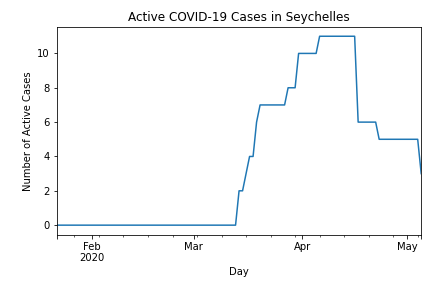 Active COVID-19 Cases in Seychelles
Number of Active Cases
10
8
6
4
2
0
Feb
2020
Mar
Apr
May
Day